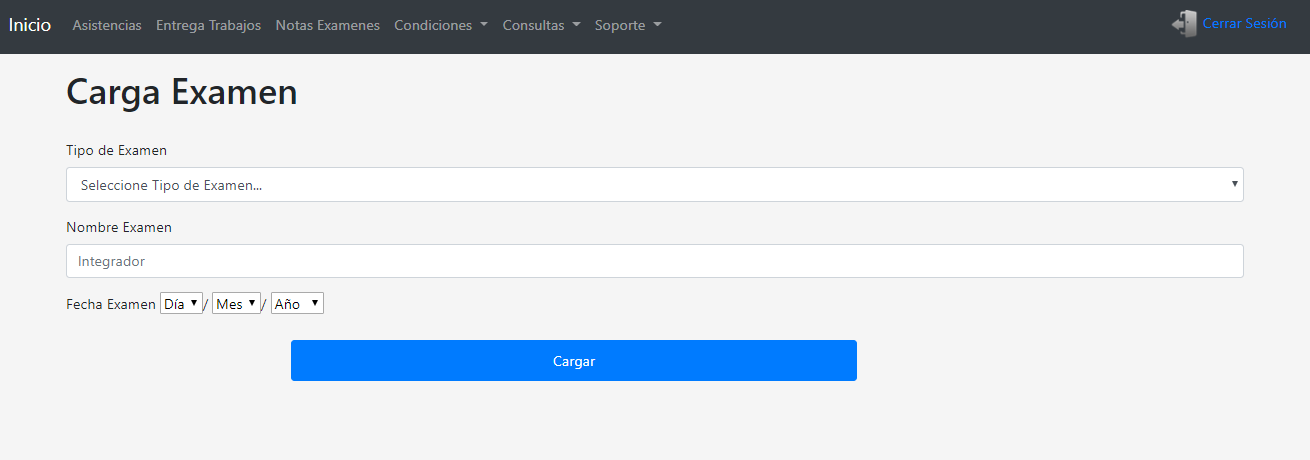 Inicio Asistencias Entrega Trabajos Notas Examenes Condiciones Consultas Soporte Cerrar Sesión
Carga Examen
Tipo de Examen
Seleccione Tipo de Examen...
Nombre Examen
Integrador
Fecha Examen Día / Mes / Año
Cargar